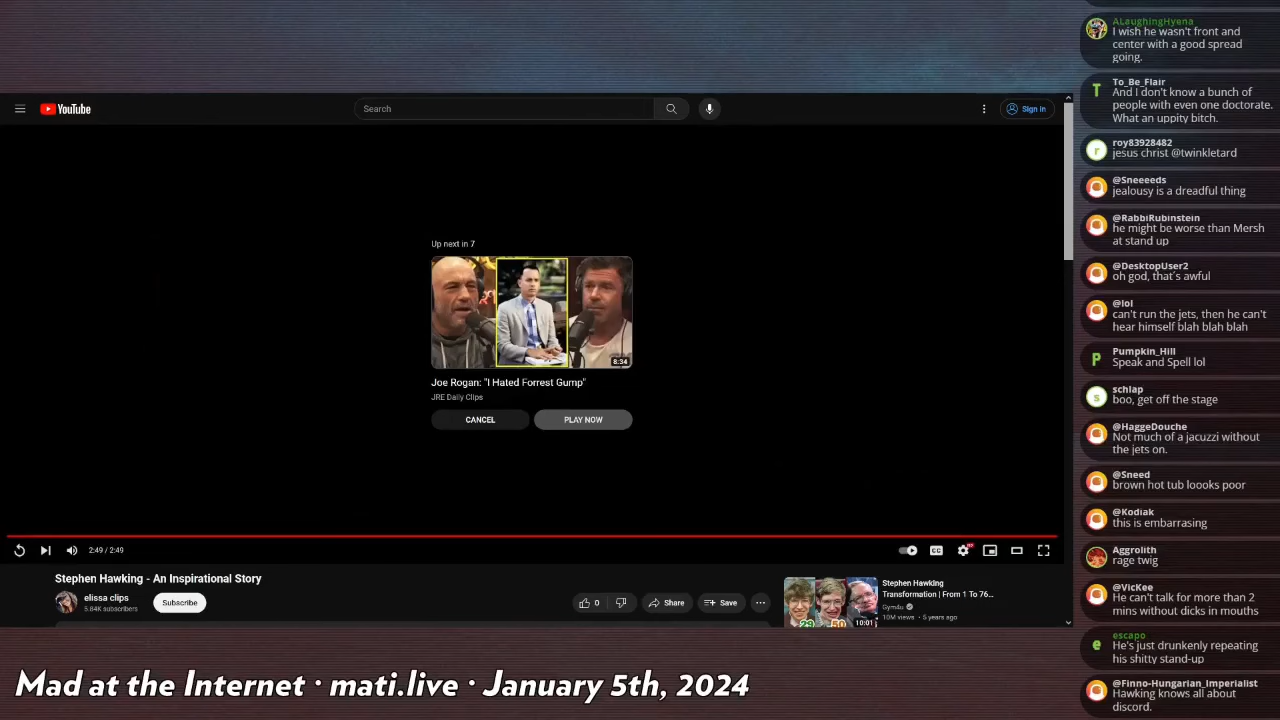 YouTube
Search
Sign in
Up next in 7
8:34
Joe Rogan: "I Hated Forrest Gump"
JRE Daily Clips
CANCEL
PLAY NOW
2:49 / 2:49
CC
HD
Stephen Hawking - An Inspirational Story
elissa clips
5.84K subscribers
Subscribe
0
Share
Save
Stephen Hawking
Transformation | From 1 To 76...
Gym4u
10M views • 5 years ago
10:01
Mad at the Internet • mati.live • January 5th, 2024
ALaughingHyena
I wish he wasn't front and
center with a good spread
going.
T
To_Be_Flair
And I don't know a bunch of
people with even one doctorate.
What an uppity bitch.
r
roy83928482
jesus christ @twinkletard
@Sneeeeds
jealousy is a dreadful thing
@RabbiRubinstein
he might be worse than Mersh
at stand up
@DesktopUser2
oh god, that's awful
@lol
can't run the jets, then he can't
hear himself blah blah blah
P
Pumpkin_Hill
Speak and Spell lol
s
schlap
boo, get off the stage
@HaggeDouche
Not much of a jacuzzi without
the jets on.
@Sneed
brown hot tub loooks poor
@Kodiak
this is embarrasing
Aggrolith
rage twig
@VicKee
He can't talk for more than 2
mins without dicks in mouths
e
escapo
He's just drunkenly repeating
his shitty stand-up
@Finno-Hungarian_Imperialist
Hawking knows all about
discord.